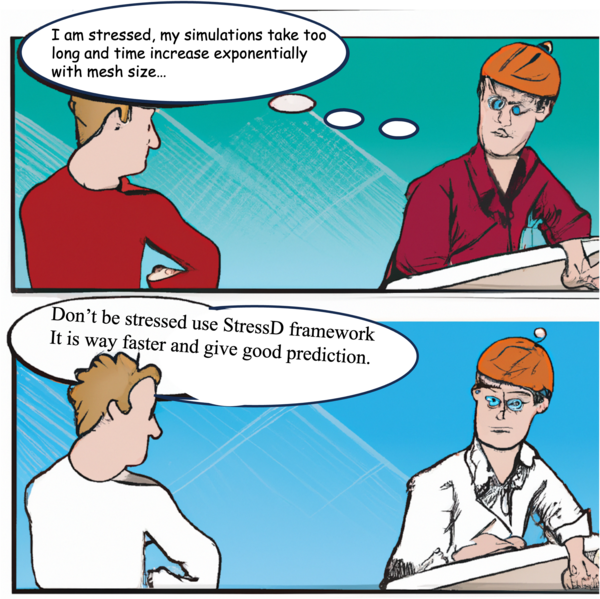 I am stressed, my simulations take too
long and time increase exponentially
with mesh size…
Don’t be stressed use StressD framework
It is way faster and give good prediction.